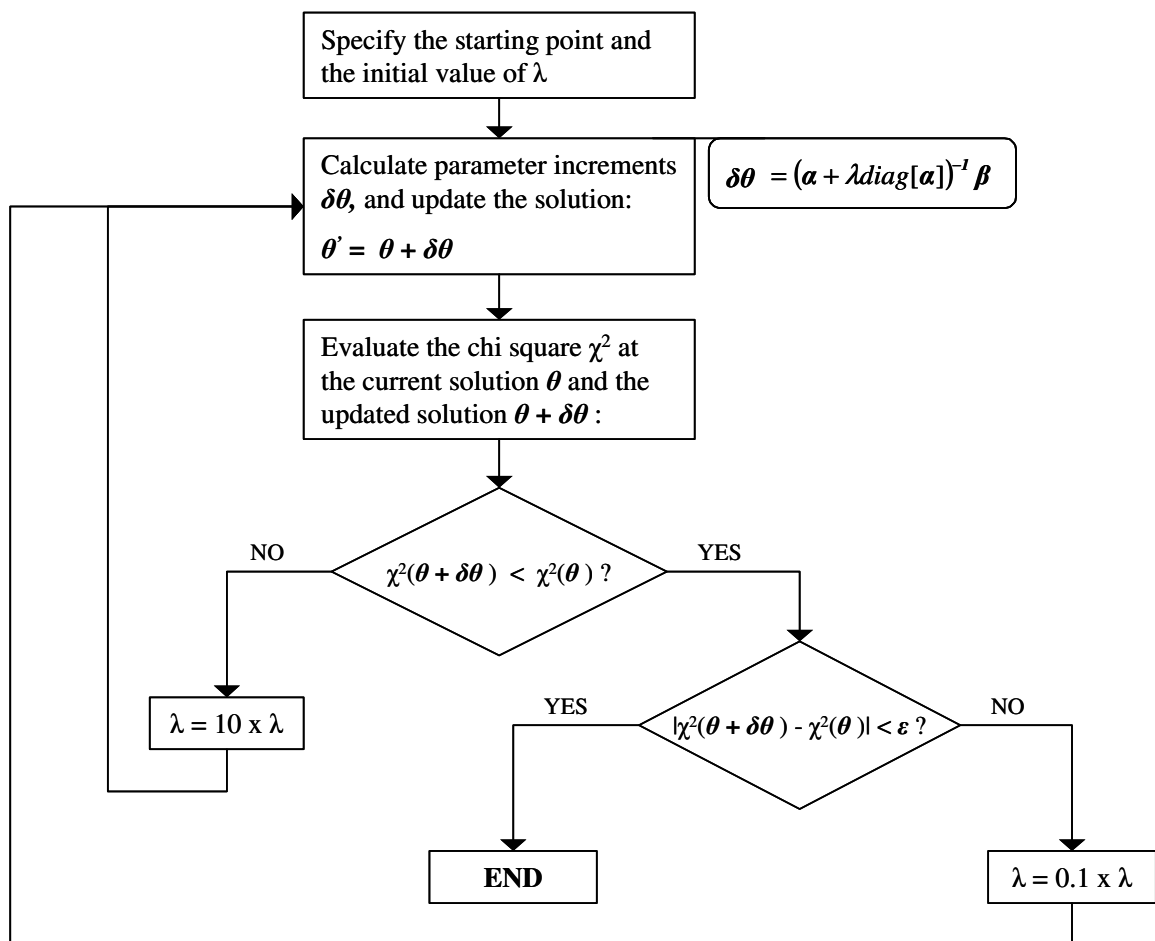 Specify the starting point and
the initial value of λ
Calculate parameter increments
δθ, and update the solution:
θ’ = θ + δθ
δθ = (α + λdiag[α])⁻¹ β
Evaluate the chi square χ² at
the current solution θ and the
updated solution θ + δθ :
NO
χ²(θ + δθ ) < χ²(θ ) ?
YES
λ = 10 x λ
YES
|χ²(θ + δθ ) - χ²(θ )| < ε ?
NO
END
λ = 0.1 x λ